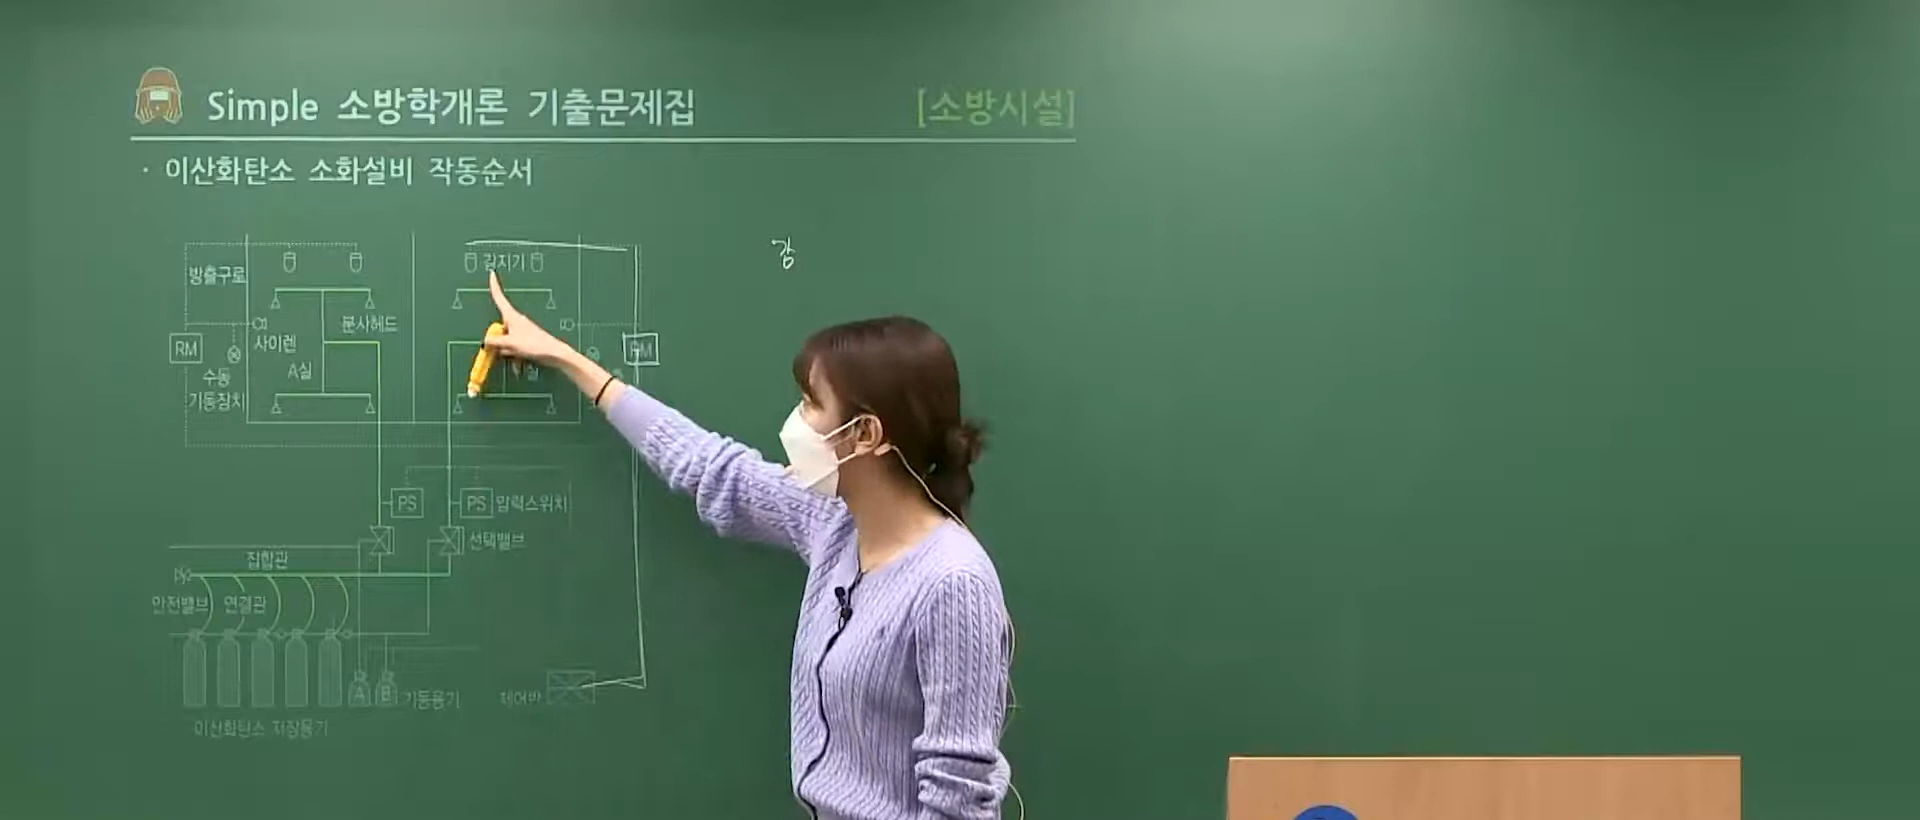 Simple 소방학개론 기출문제집 [소방시설]
· 이산화탄소 소화설비 작동순서
감
감지기
방출구로
분사헤드
사이렌
RM
RM
A실
실
수동
기동장치
PS
PS
압력스위치
선택밸브
집합관
안전밸브
연결관
A
B
기동용기
제어반
이산화탄소 저장용기